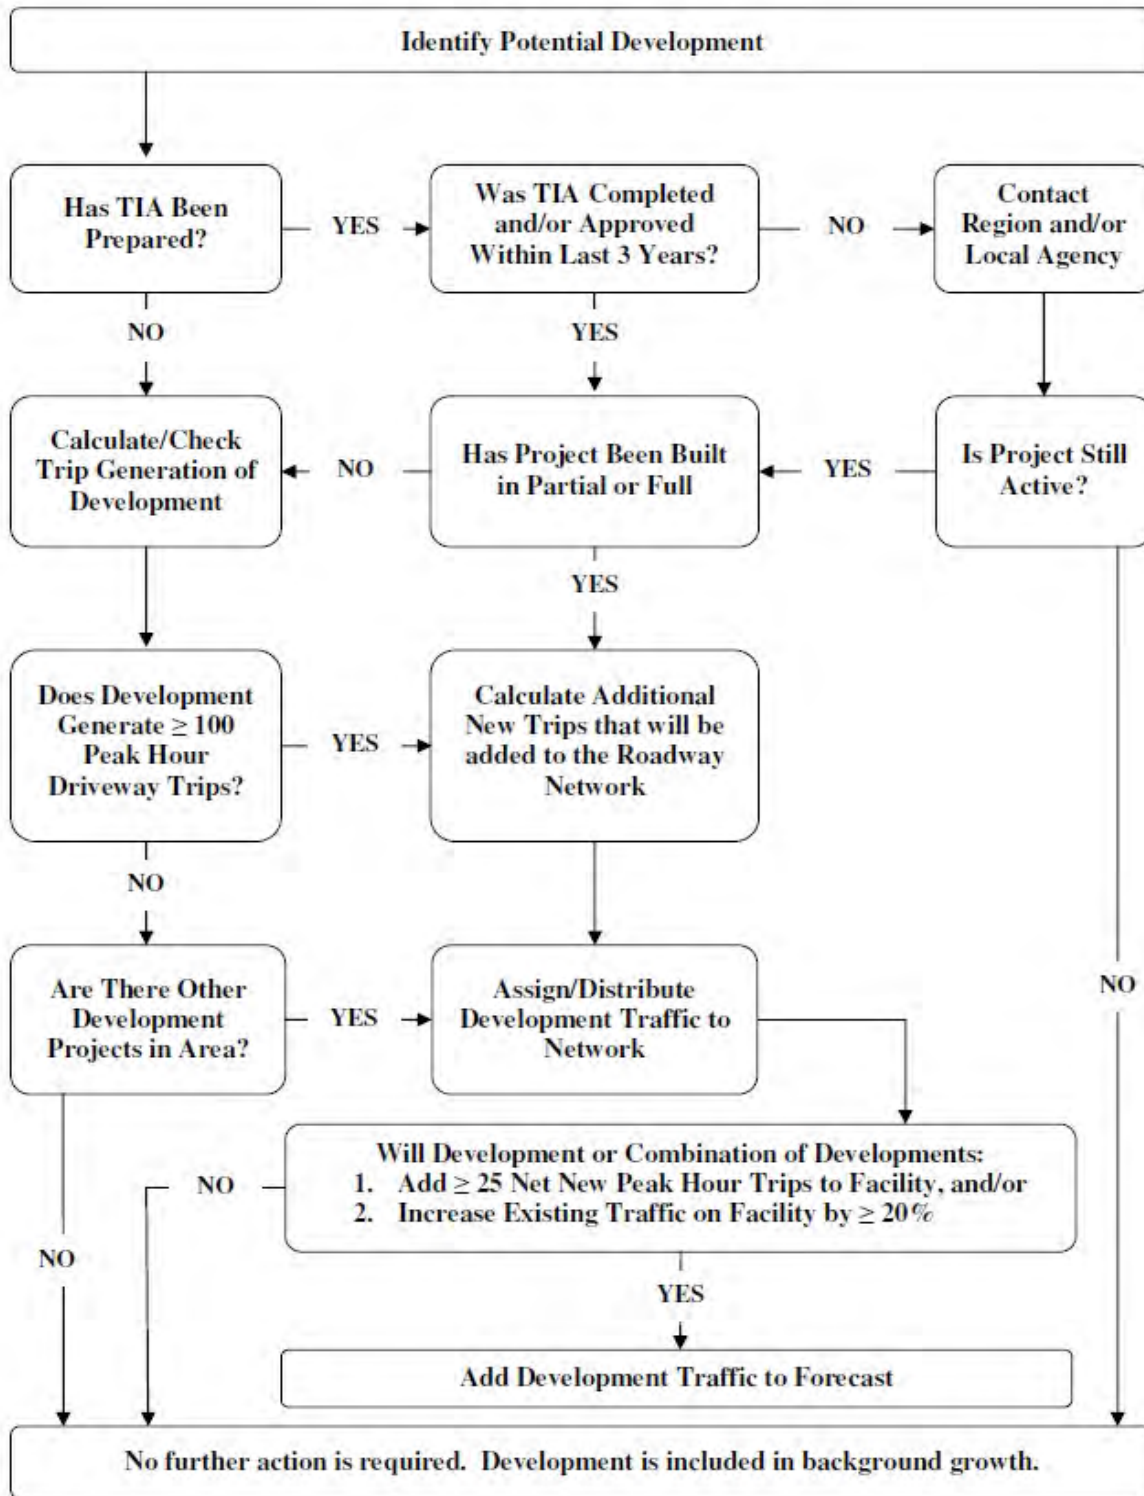 Identify Potential Development
Has TIA Been
Prepared?
YES
Was TIA Completed
and/or Approved
Within Last 3 Years?
NO
Contact
Region and/or
Local Agency
NO
YES
Calculate/Check
Trip Generation of
Development
NO
Has Project Been Built
in Partial or Full
YES
Is Project Still
Active?
YES
Does Development
Generate ≥ 100
Peak Hour
Driveway Trips?
YES
Calculate Additional
New Trips that will be
added to the Roadway
Network
NO
Are There Other
Development
Projects in Area?
YES
Assign/Distribute
Development Traffic to
Network
NO
Will Development or Combination of Developments:
1. Add ≥ 25 Net New Peak Hour Trips to Facility, and/or
2. Increase Existing Traffic on Facility by ≥ 20%
NO
NO
YES
Add Development Traffic to Forecast
No further action is required. Development is included in background growth.